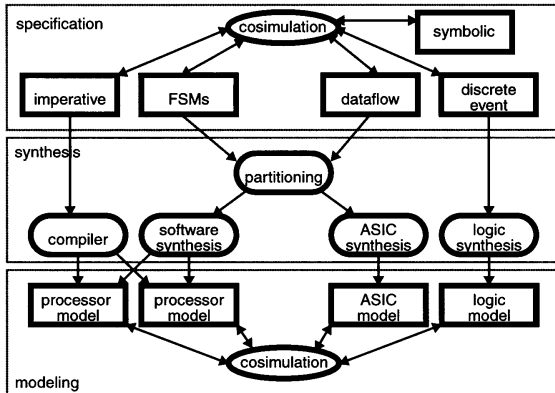 specification
cosimulation
symbolic
imperative
FSMs
dataflow
discrete
event
synthesis
partitioning
compiler
software
synthesis
ASIC
synthesis
logic
synthesis
processor
model
processor
model
ASIC
model
logic
model
cosimulation
modeling